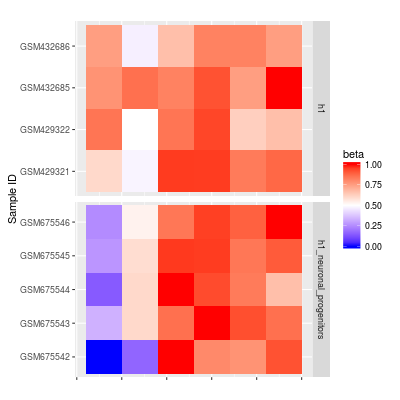 Sample ID
GSM432686
GSM432685
GSM429322
GSM429321
h1
GSM675546
GSM675545
GSM675544
GSM675543
GSM675542
h1_neuronal_progenitors
beta
1.00
0.75
0.50
0.25
0.00